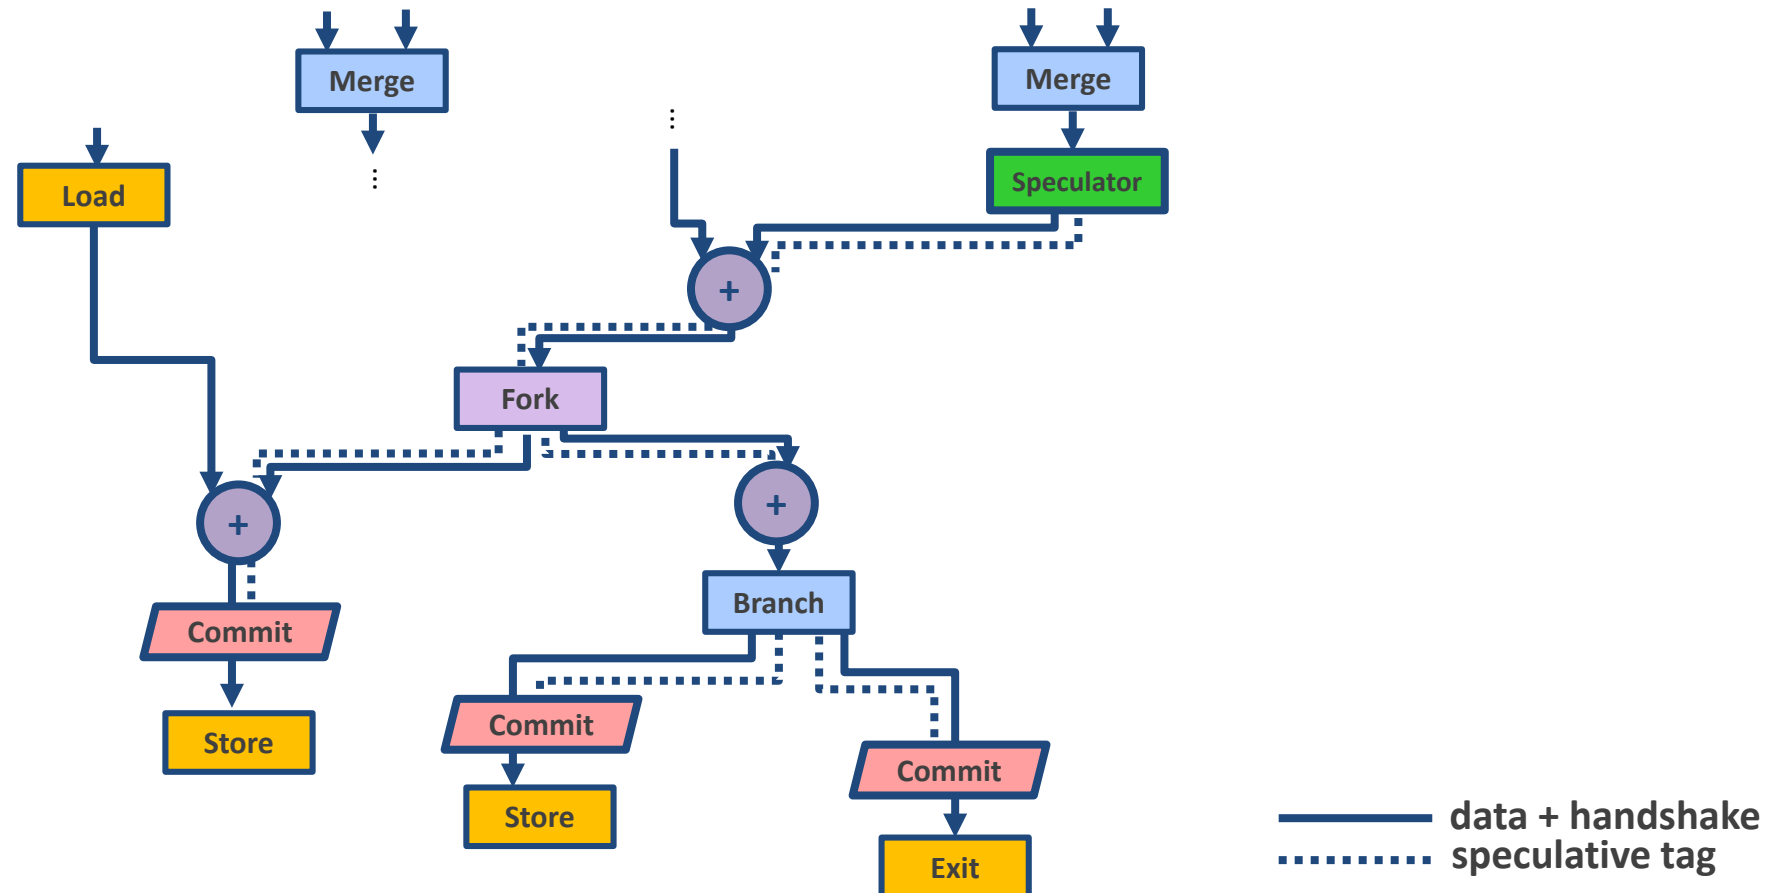 Merge
Merge
...
Load
...
Speculator
+
Fork
+
+
Branch
Commit
Commit
Store
Commit
Store
Exit
data + handshake
speculative tag